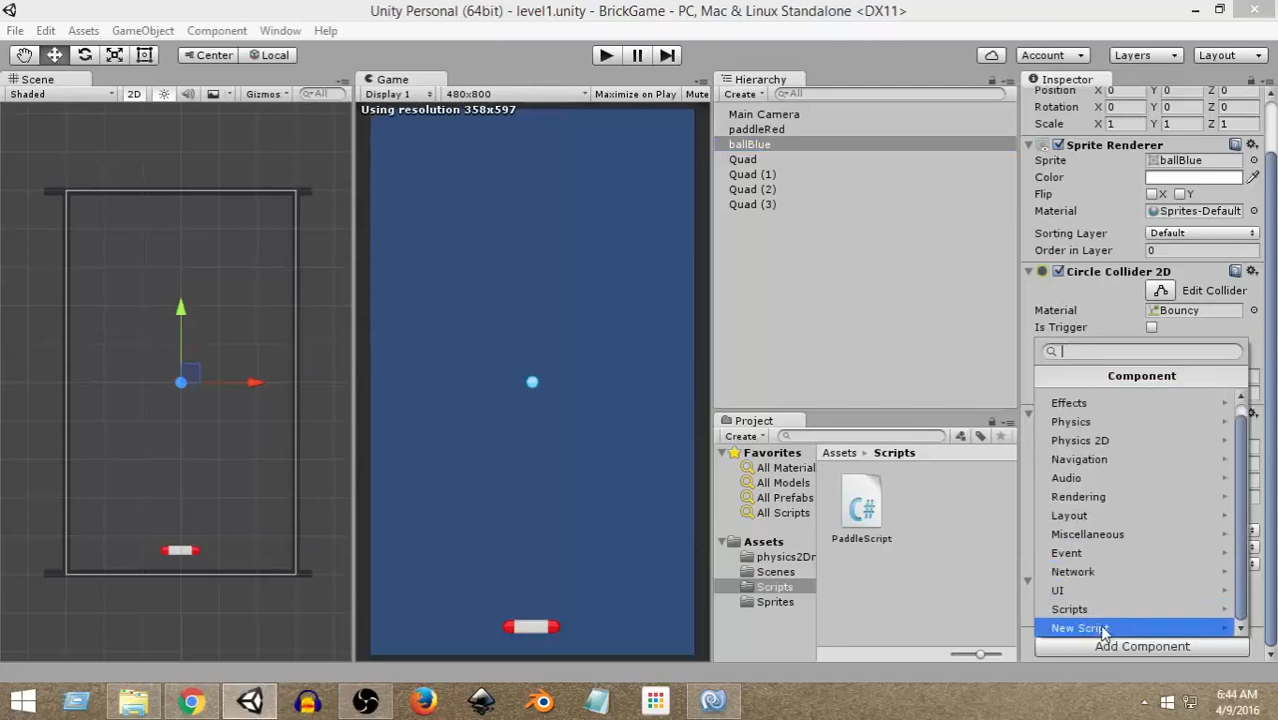 Unity Personal (64bit) - level1.unity - BrickGame - PC, Mac & Linux Standalone <DX11>
File Edit Assets GameObject Component Window Help
Center Local Account Layers Layout
Scene Game Hierarchy Inspector
Shaded 2D Gizmos All Display 1 480x800 Maximize on Play Mute Create All
Using resolution 358x597
Position X 0 Y 0 Z 0
Rotation X 0 Y 0 Z 0
Scale X 1 Y 1 Z 1
Main Camera
paddleRed
ballBlue
Quad
Quad (1)
Quad (2)
Quad (3)
Sprite Renderer
Sprite ballBlue
Color
Flip X Y
Material Sprites-Default
Sorting Layer Default
Order in Layer 0
Circle Collider 2D
Edit Collider
Material Bouncy
Is Trigger
Component
Effects
Physics
Physics 2D
Navigation
Audio
Rendering
Layout
Miscellaneous
Event
Network
UI
Scripts
New Script
Add Component
Project
Create
Favorites
All Material
All Models
All Prefabs
All Scripts
Assets
physics2Dm
Scenes
Scripts
Sprites
Assets Scripts
C#
PaddleScript
6:44 AM
4/9/2016